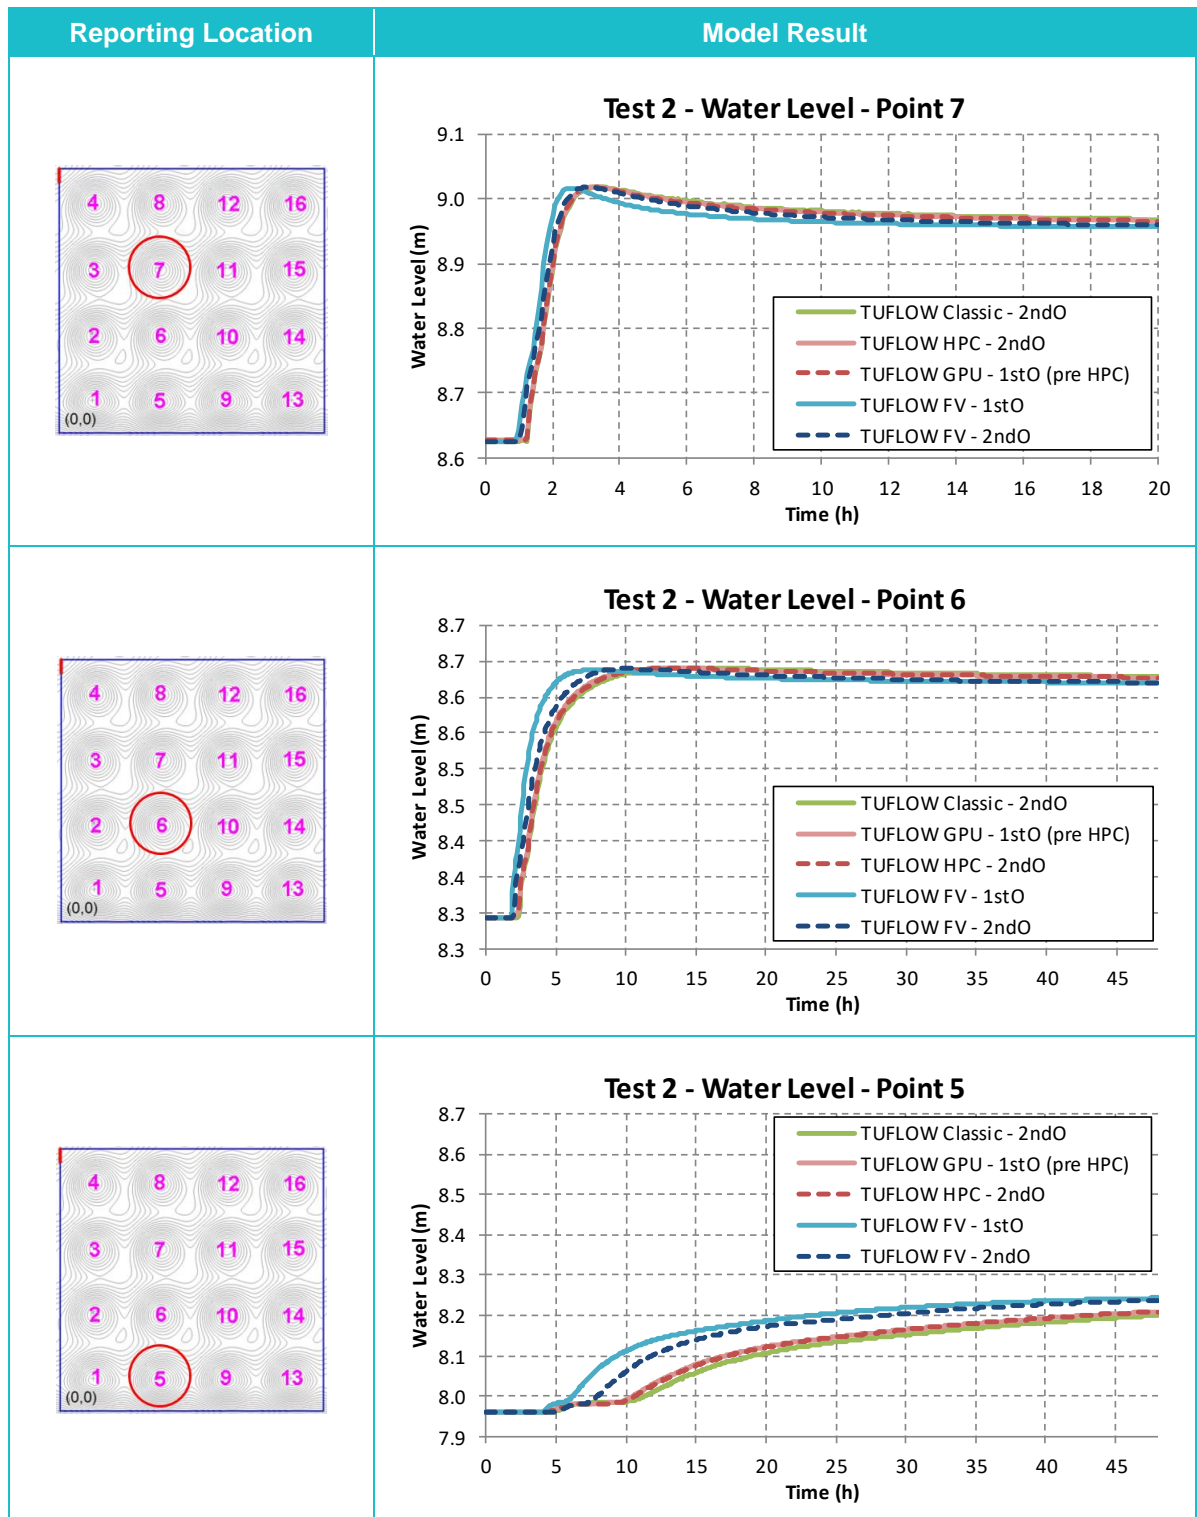 Reporting Location
Model Result
4 8 12 16
3 7 11 15
2 6 10 14
1 5 9 13
(0,0)
Test 2 - Water Level - Point 7
Water Level (m)
9.1
9.0
8.9
8.8
8.7
8.6
TUFLOW Classic - 2ndO
TUFLOW HPC - 2ndO
TUFLOW GPU - 1stO (pre HPC)
TUFLOW FV - 1stO
TUFLOW FV - 2ndO
0 2 4 6 8 10 12 14 16 18 20
Time (h)
4 8 12 16
3 7 11 15
2 6 10 14
1 5 9 13
(0,0)
Test 2 - Water Level - Point 6
Water Level (m)
8.7
8.7
8.6
8.6
8.5
8.5
8.4
8.4
8.3
8.3
TUFLOW Classic - 2ndO
TUFLOW GPU - 1stO (pre HPC)
TUFLOW HPC - 2ndO
TUFLOW FV - 1stO
TUFLOW FV - 2ndO
0 5 10 15 20 25 30 35 40 45
Time (h)
4 8 12 16
3 7 11 15
2 6 10 14
1 5 9 13
(0,0)
Test 2 - Water Level - Point 5
Water Level (m)
8.7
8.6
8.5
8.4
8.3
8.2
8.1
8.0
7.9
TUFLOW Classic - 2ndO
TUFLOW GPU - 1stO (pre HPC)
TUFLOW HPC - 2ndO
TUFLOW FV - 1stO
TUFLOW FV - 2ndO
0 5 10 15 20 25 30 35 40 45
Time (h)